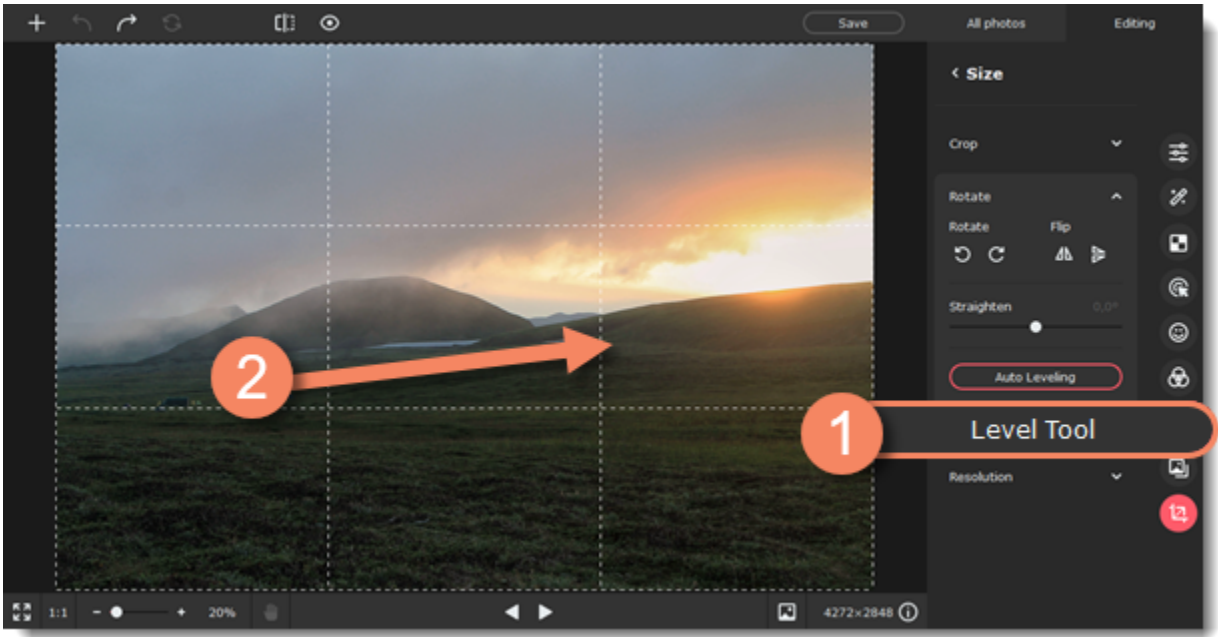 Save
All photos
Editing
< Size
Crop
Rotate
Rotate
Flip
Straighten
0,0°
Auto Leveling
1
Level Tool
2
Resolution
1:1
- +
20%
4272×2848